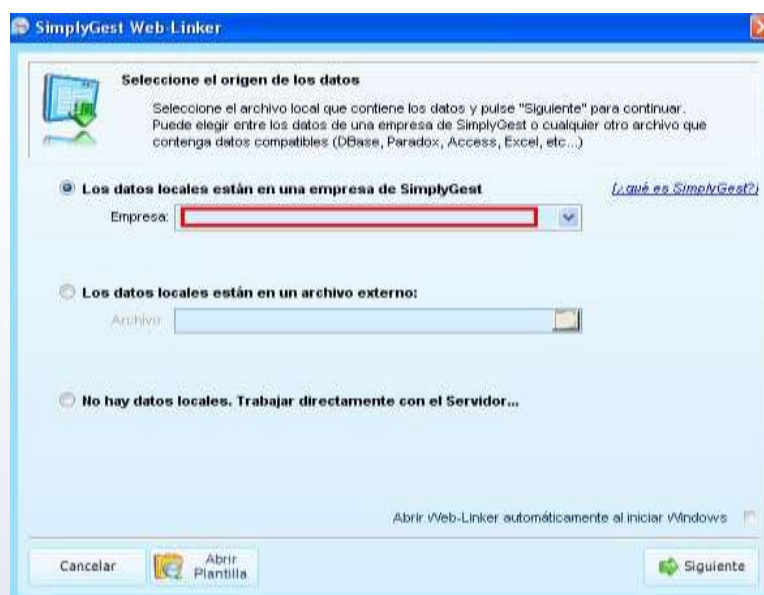 SimplyGest Web-Linker
Seleccione el origen de los datos
Seleccione el archivo local que contiene los datos y pulse "Siguiente" para continuar.
Puede elegir entre los datos de una empresa de SimplyGest o cualquier otro archivo que
contenga datos compatibles (DBase, Paradox, Access, Excel, etc...)
Los datos locales están en una empresa de SimplyGest
(¿qué es SimplyGest?)
Empresa:
Los datos locales están en un archivo externo:
Archivo:
No hay datos locales. Trabajar directamente con el Servidor...
Abrir Web-Linker automáticamente al iniciar Windows
Cancelar
Abrir
Plantilla
Siguiente